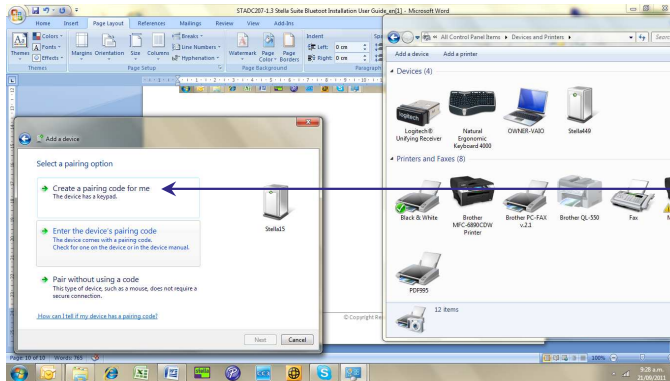 STADC207-1.3 Stella Suite Bluetoot Installation User Guide_en[1] - Microsoft Word
Home Insert Page Layout References Mailings Review View Add-Ins
Colors
Fonts
Effects
Themes
Margins Orientation Size Columns
Breaks
Line Numbers
Hyphenation
Watermark Page Color Page Borders
Indent
Left: 0 cm
Right: 0 cm
Themes Page Setup Page Background Paragraph
« All Control Panel Items Devices and Printers
Add a device Add a printer
Devices (4)
Logitech® Unifying Receiver
Natural Ergonomic Keyboard 4000
OWNER-VAIO
Stella149
Printers and Faxes (8)
Black & White
Brother MFC-6890CDW Printer
Brother PC-FAX v.2.1
Brother QL-550
Fax
PDF995
12 items
Add a device
Select a pairing option
Create a pairing code for me
The device has a keypad.
Enter the device's pairing code
The device comes with a pairing code.
Check for one on the device or in the device manual.
Pair without using a code
This type of device, such as a mouse, does not require a
secure connection.
How can I tell if my device has a pairing code?
Stella15
Next Cancel
© Copyright
Page: 10 of 10 Words: 765
100%
9:28 a.m.
21/09/2011